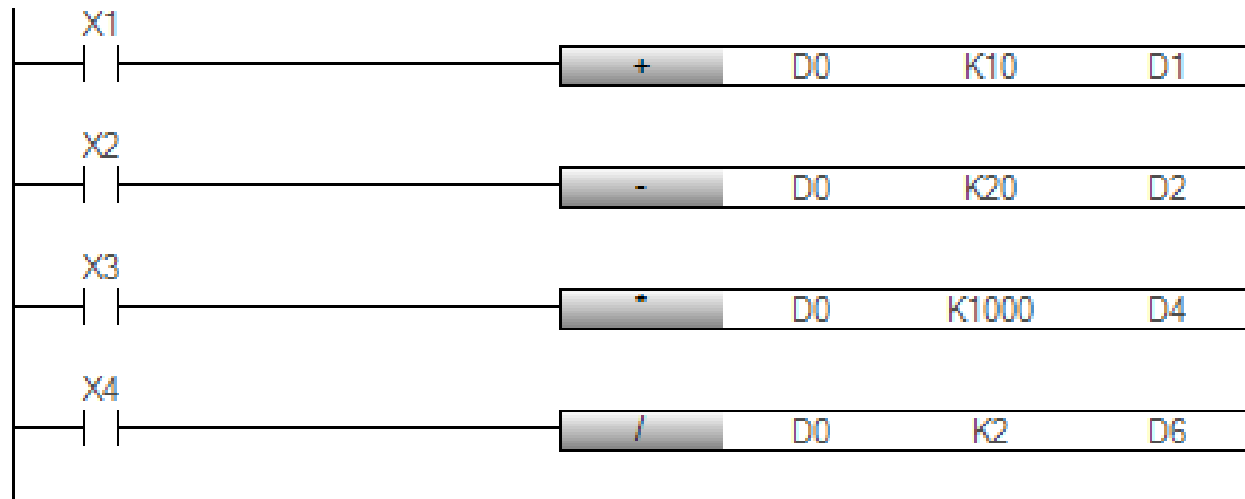 X1
+ D0 K10 D1
X2
- D0 K20 D2
X3
* D0 K1000 D4
X4
/ D0 K2 D6